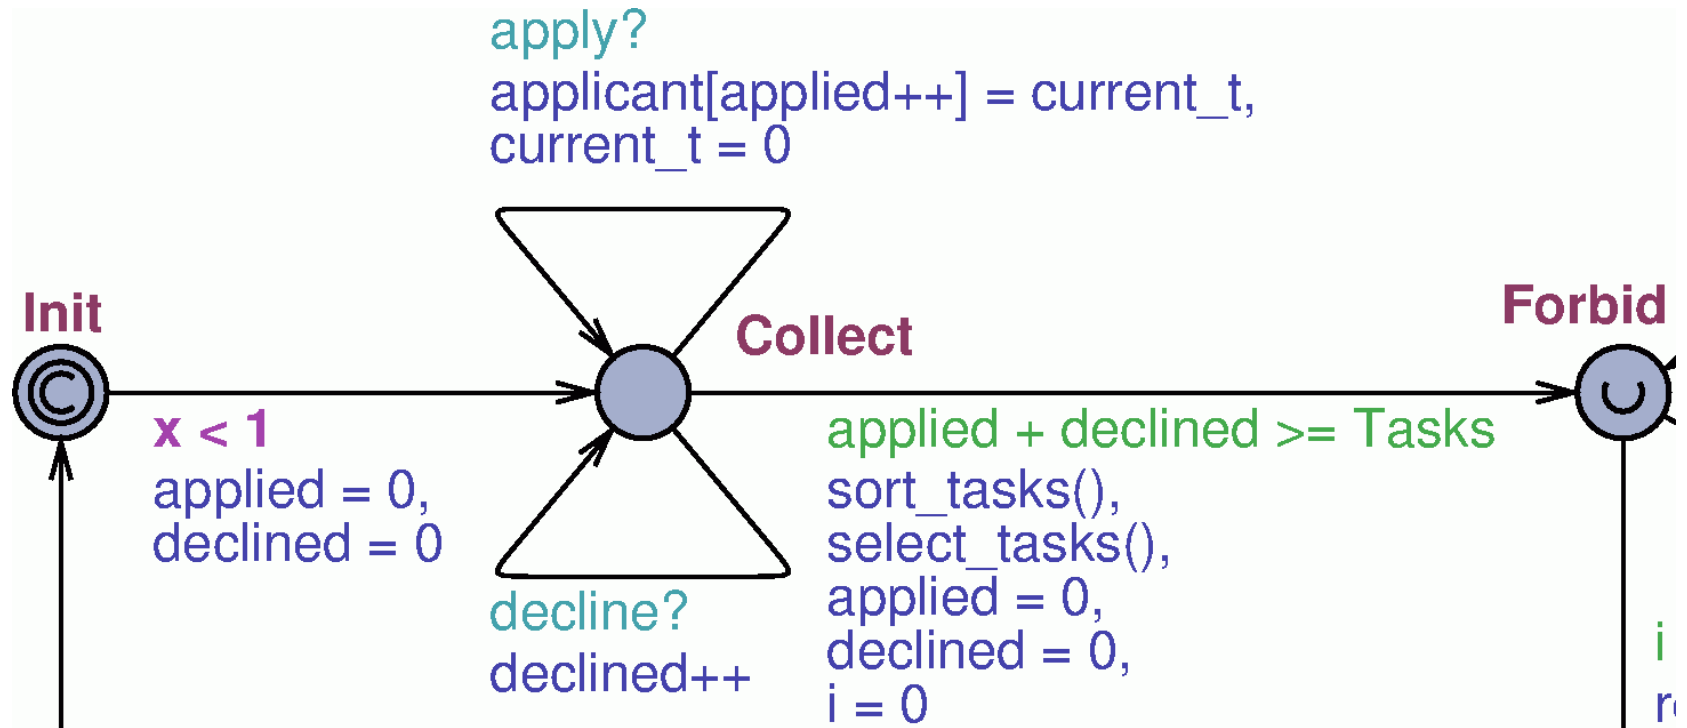 apply?
applicant[applied++] = current_t,
current_t = 0
Init
Collect
Forbid
x < 1
applied = 0,
declined = 0
applied + declined >= Tasks
sort_tasks(),
select_tasks(),
applied = 0,
declined = 0,
i = 0
decline?
declined++
i